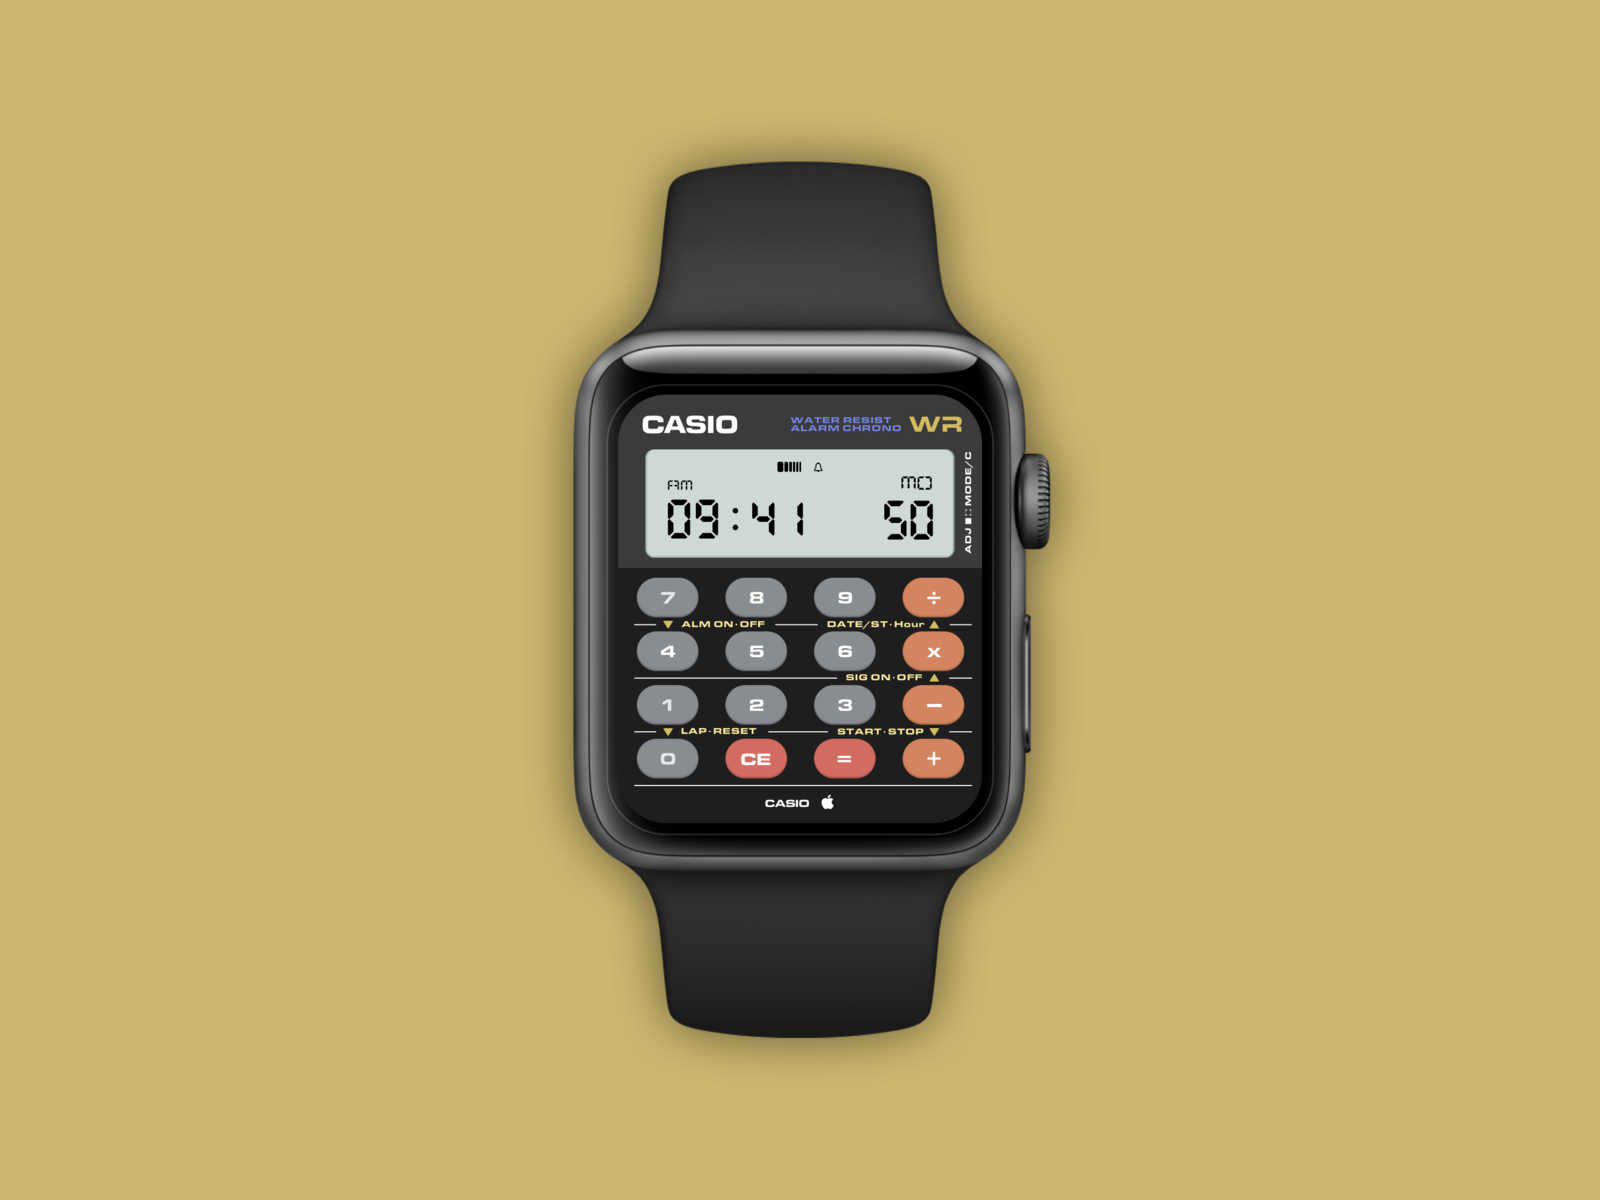 CASIO
WATER RESIST
ALARM CHRONO
WR
AM
MO
09:41
50
ADJ MODE/C
7 8 9 ÷
ALM ON·OFF DATE/ST·Hour
4 5 6 x
SIG ON·OFF
1 2 3 −
LAP·RESET START·STOP
0 CE = +
CASIO